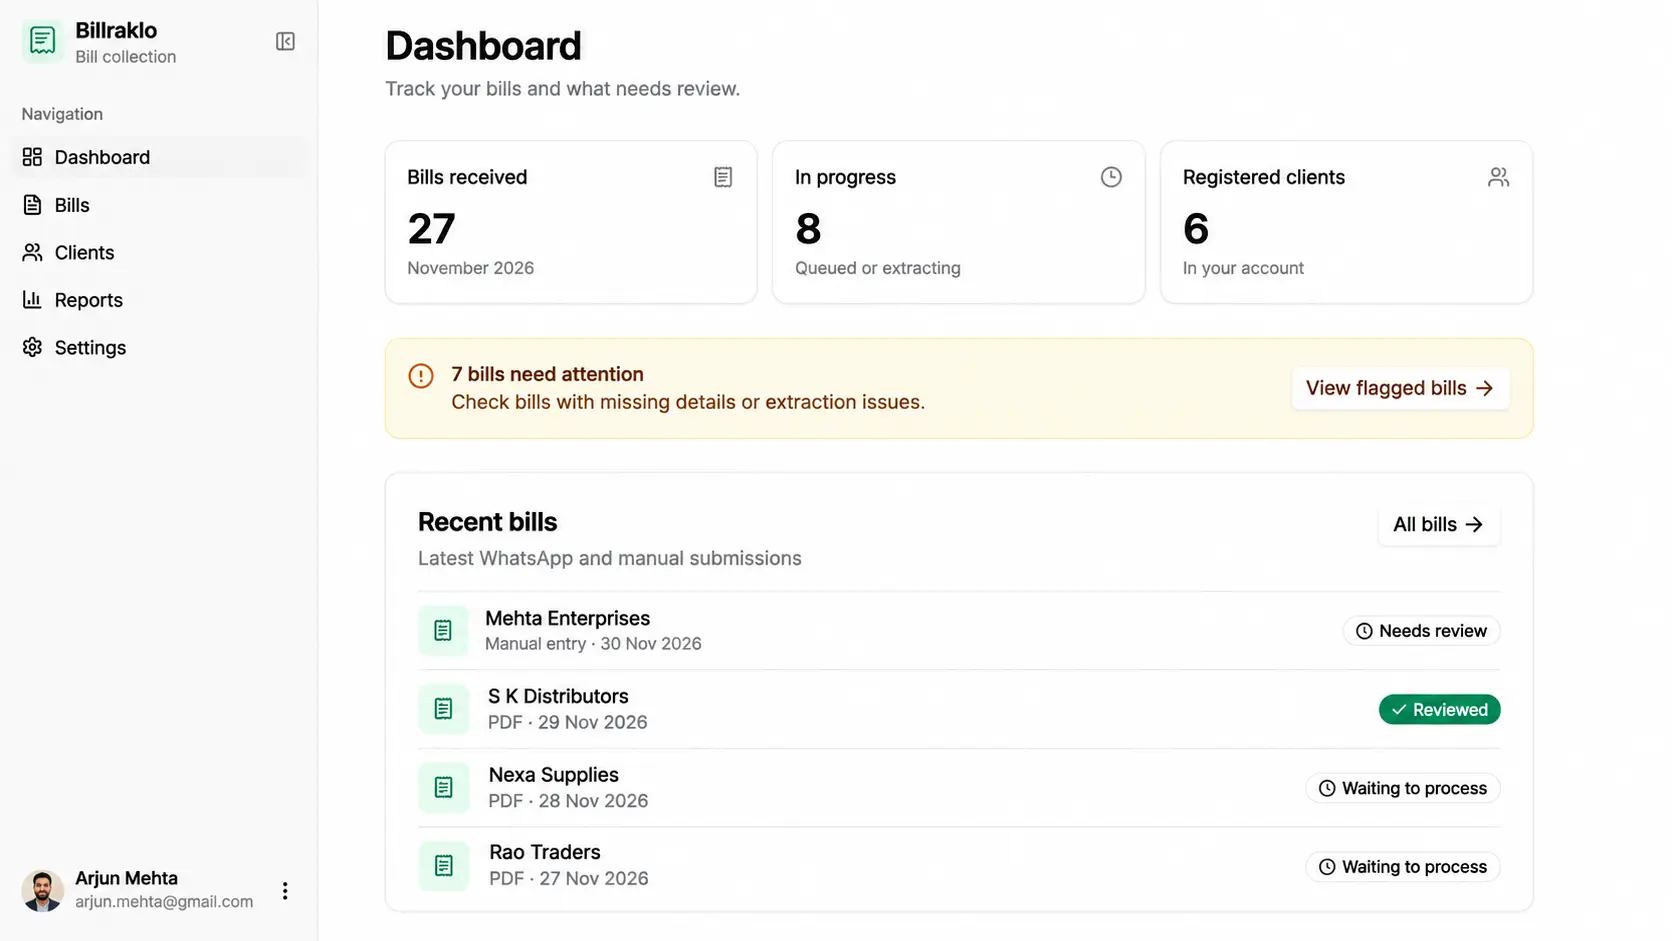 Billraklo
Bill collection
Navigation
Dashboard
Bills
Clients
Reports
Settings
Arjun Mehta
arjun.mehta@gmail.com
Dashboard
Track your bills and what needs review.
Bills received
27
November 2026
In progress
8
Queued or extracting
Registered clients
6
In your account
7 bills need attention
Check bills with missing details or extraction issues.
View flagged bills →
Recent bills
Latest WhatsApp and manual submissions
All bills →
Mehta Enterprises
Manual entry · 30 Nov 2026
Needs review
S K Distributors
PDF · 29 Nov 2026
Reviewed
Nexa Supplies
PDF · 28 Nov 2026
Waiting to process
Rao Traders
PDF · 27 Nov 2026
Waiting to process